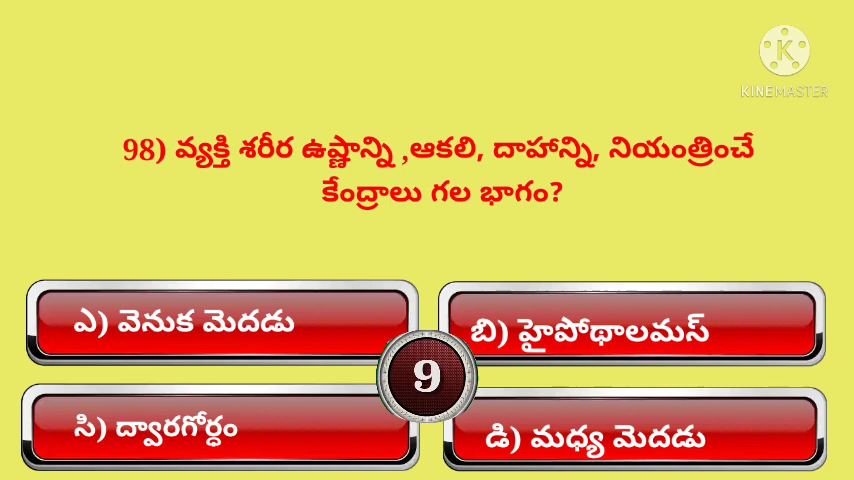 KINEMASTER
98) వ్యక్తి శరీర ఉష్ణాన్ని ,ఆకలి, దాహాన్ని, నియంత్రించే
కేంద్రాలు గల భాగం?
ఎ) వెనుక మెదడు
బి) హైపోథాలమస్
9
సి) ద్వారగోర్ధం
డి) మధ్య మెదడు